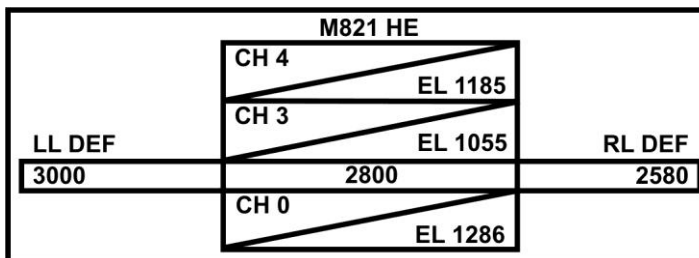 M821 HE
CH 4
EL 1185
CH 3
LL DEF EL 1055 RL DEF
3000 2800 2580
CH 0
EL 1286